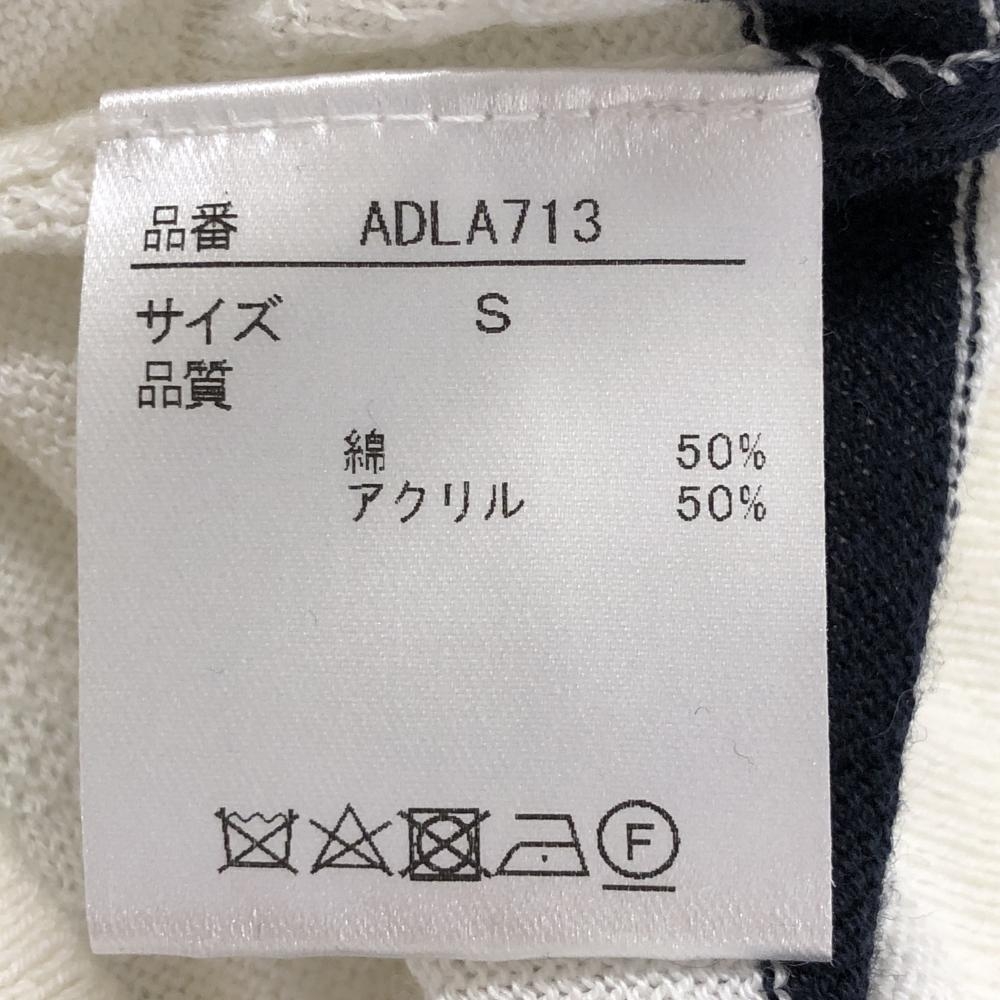 品番 ADLA713
サイズ S
品質
綿 50%
アクリル 50%
F